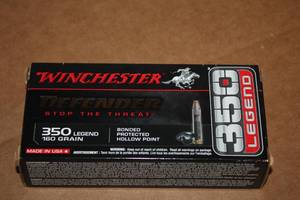 WINCHESTER
DEFENDER
STOP THE THREAT
350 LEGEND
160 GRAIN
BONDED
PROTECTED
HOLLOW POINT
MADE IN USA
350
LEGEND